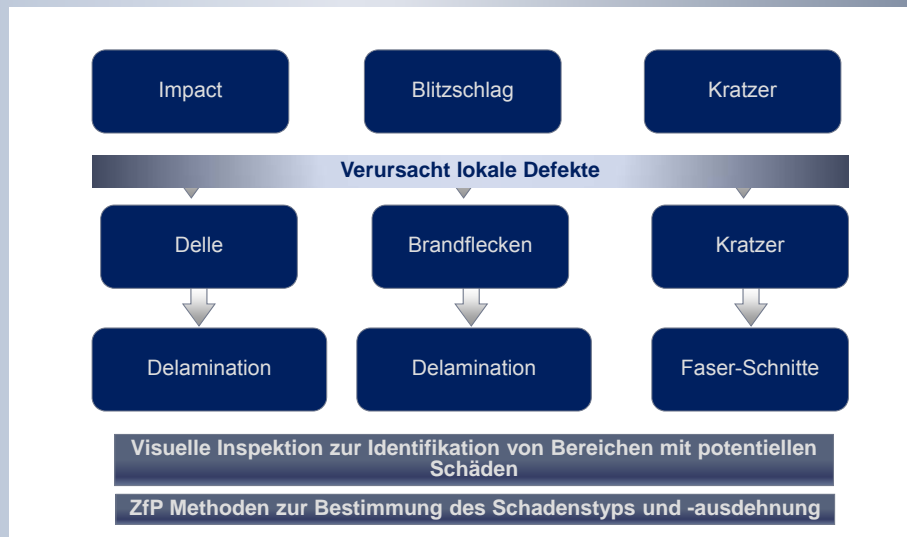 Impact
Blitzschlag
Kratzer
Verursacht lokale Defekte
Delle
Brandflecken
Kratzer
Delamination
Delamination
Faser-Schnitte
Visuelle Inspektion zur Identifikation von Bereichen mit potentiellen
Schäden
ZfP Methoden zur Bestimmung des Schadenstyps und -ausdehnung